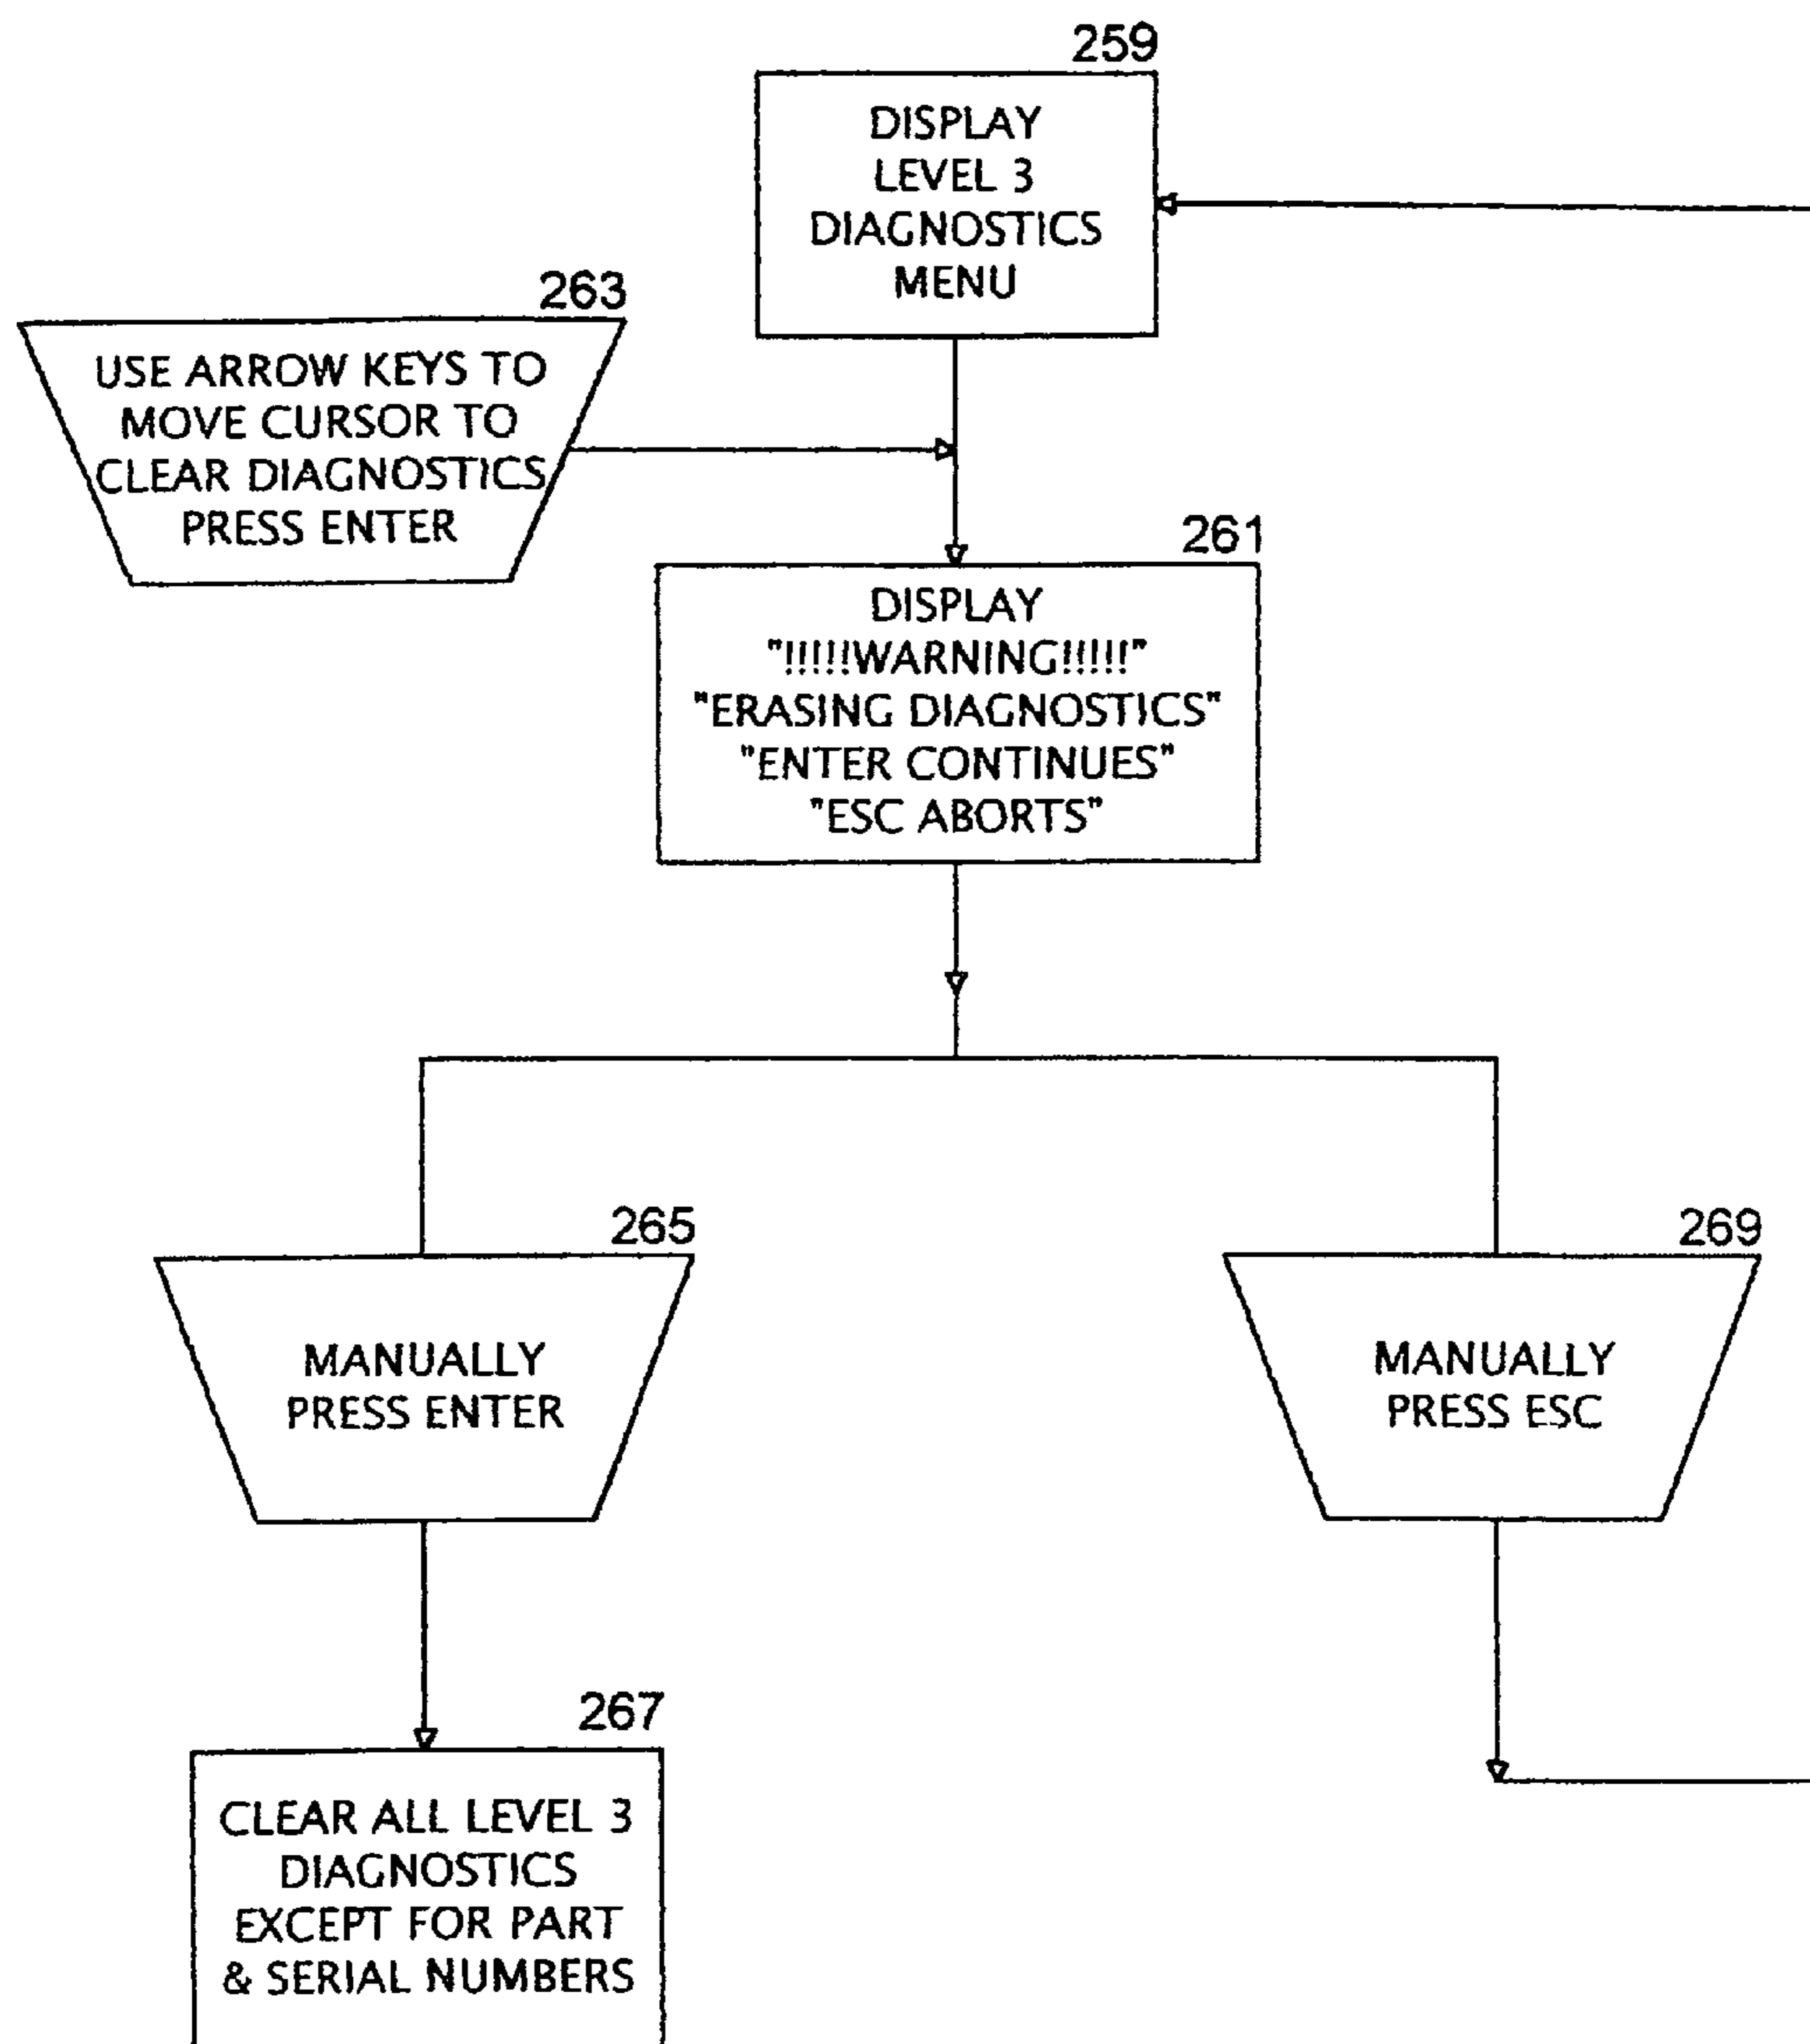 259
DISPLAY
LEVEL 3
DIAGNOSTICS
MENU
263
USE ARROW KEYS TO
MOVE CURSOR TO
CLEAR DIAGNOSTICS
PRESS ENTER
261
DISPLAY
"!!!!!WARNING!!!!!"
"ERASING DIAGNOSTICS"
"ENTER CONTINUES"
"ESC ABORTS"
265
MANUALLY
PRESS ENTER
269
MANUALLY
PRESS ESC
267
CLEAR ALL LEVEL 3
DIAGNOSTICS
EXCEPT FOR PART
& SERIAL NUMBERS